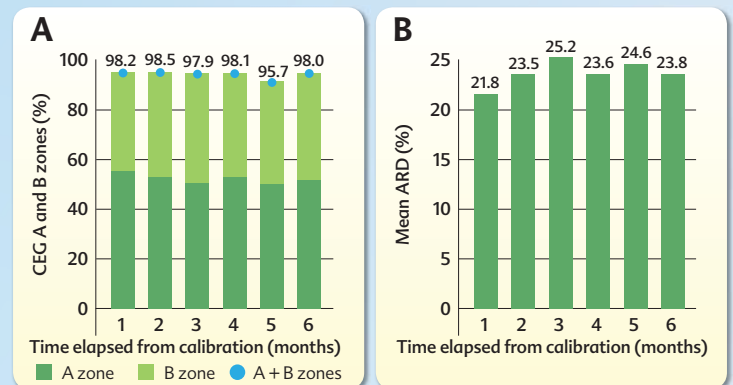 A
98.2 98.5 97.9 98.1 95.7 98.0
100
80
60
40
20
0
CEG A and B zones (%)
1 2 3 4 5 6
Time elapsed from calibration (months)
A zone B zone A + B zones
B
21.8 23.5 25.2 23.6 24.6 23.8
25
20
15
10
5
0
Mean ARD (%)
1 2 3 4 5 6
Time elapsed from calibration (months)